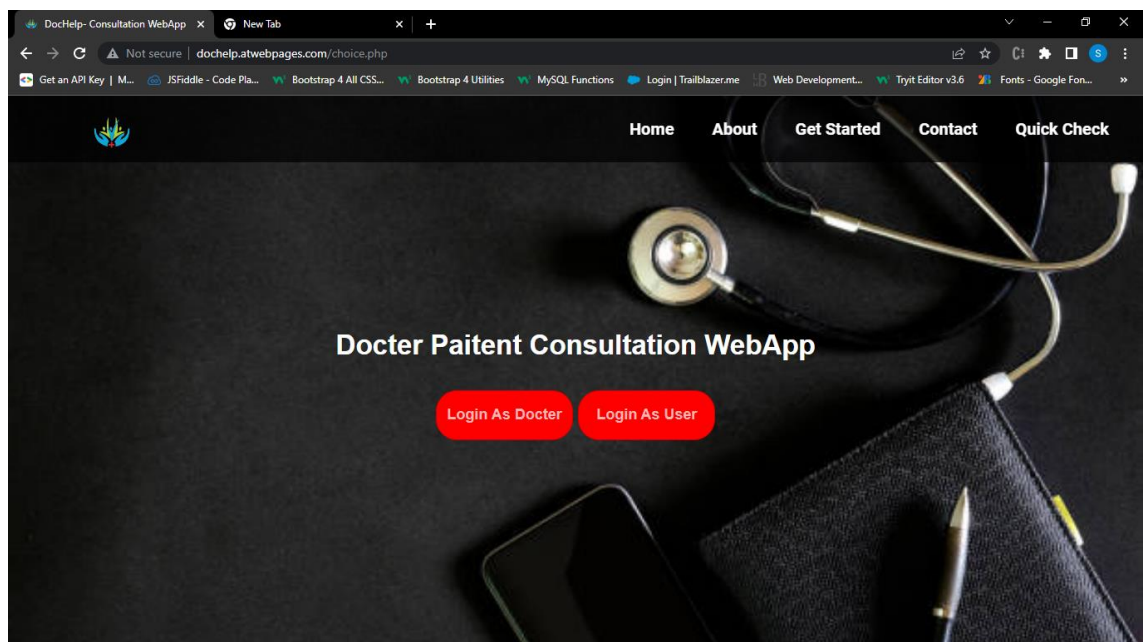 DocHelp- Consultation WebApp
New Tab
Not secure | dochelp.atwebpages.com/choice.php
S
Get an API Key | M... JSFiddle - Code Pla... Bootstrap 4 All CSS... Bootstrap 4 Utilities MySQL Functions Login | Trailblazer.me Web Development... Tryit Editor v3.6 Fonts - Google Fon... »
Home About Get Started Contact Quick Check
Docter Paitent Consultation WebApp
Login As Docter Login As User